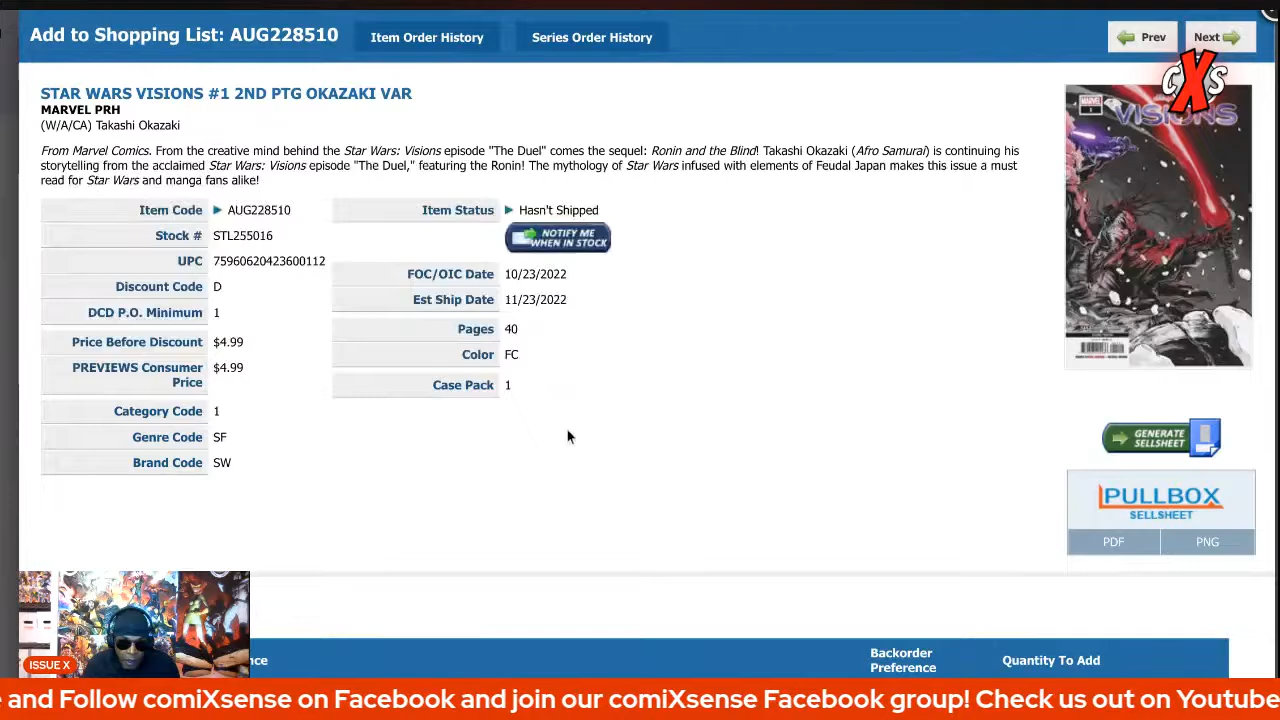 Add to Shopping List: AUG228510
Item Order History
Series Order History
Prev
Next
CXS
STAR WARS VISIONS #1 2ND PTG OKAZAKI VAR
MARVEL PRH
(W/A/CA) Takashi Okazaki
From Marvel Comics. From the creative mind behind the Star Wars: Visions episode "The Duel" comes the sequel: Ronin and the Blind! Takashi Okazaki (Afro Samurai) is continuing his
storytelling from the acclaimed Star Wars: Visions episode "The Duel," featuring the Ronin! The mythology of Star Wars infused with elements of Feudal Japan makes this issue a must
read for Star Wars and manga fans alike!
Item Code AUG228510
Stock # STL255016
UPC 75960620423600112
Discount Code D
DCD P.O. Minimum 1
Price Before Discount $4.99
PREVIEWS Consumer
Price $4.99
Category Code 1
Genre Code SF
Brand Code SW
Item Status Hasn't Shipped
NOTIFY ME
WHEN IN STOCK
FOC/OIC Date 10/23/2022
Est Ship Date 11/23/2022
Pages 40
Color FC
Case Pack 1
MARVEL
VISIONS
GENERATE
SELLSHEET
PULLBOX
SELLSHEET
PDF
PNG
ISSUE X
nce
Backorder
Preference
Quantity To Add
e and Follow comiXsense on Facebook and join our comiXsense Facebook group! Check us out on Youtube